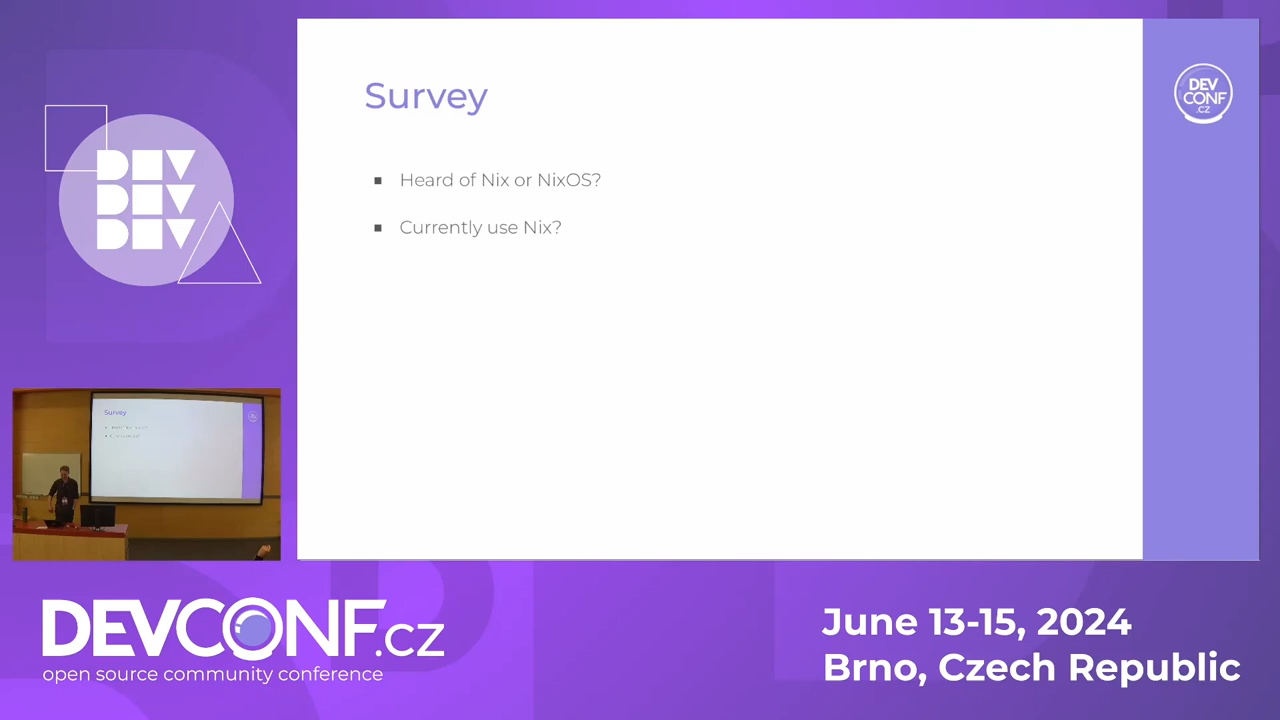 Survey
▪ Heard of Nix or NixOS?
▪ Currently use Nix?
DEV
CONF
.cz
DEV
DEV
DEV
Survey
DEVCONF.cz
open source community conference
June 13-15, 2024
Brno, Czech Republic